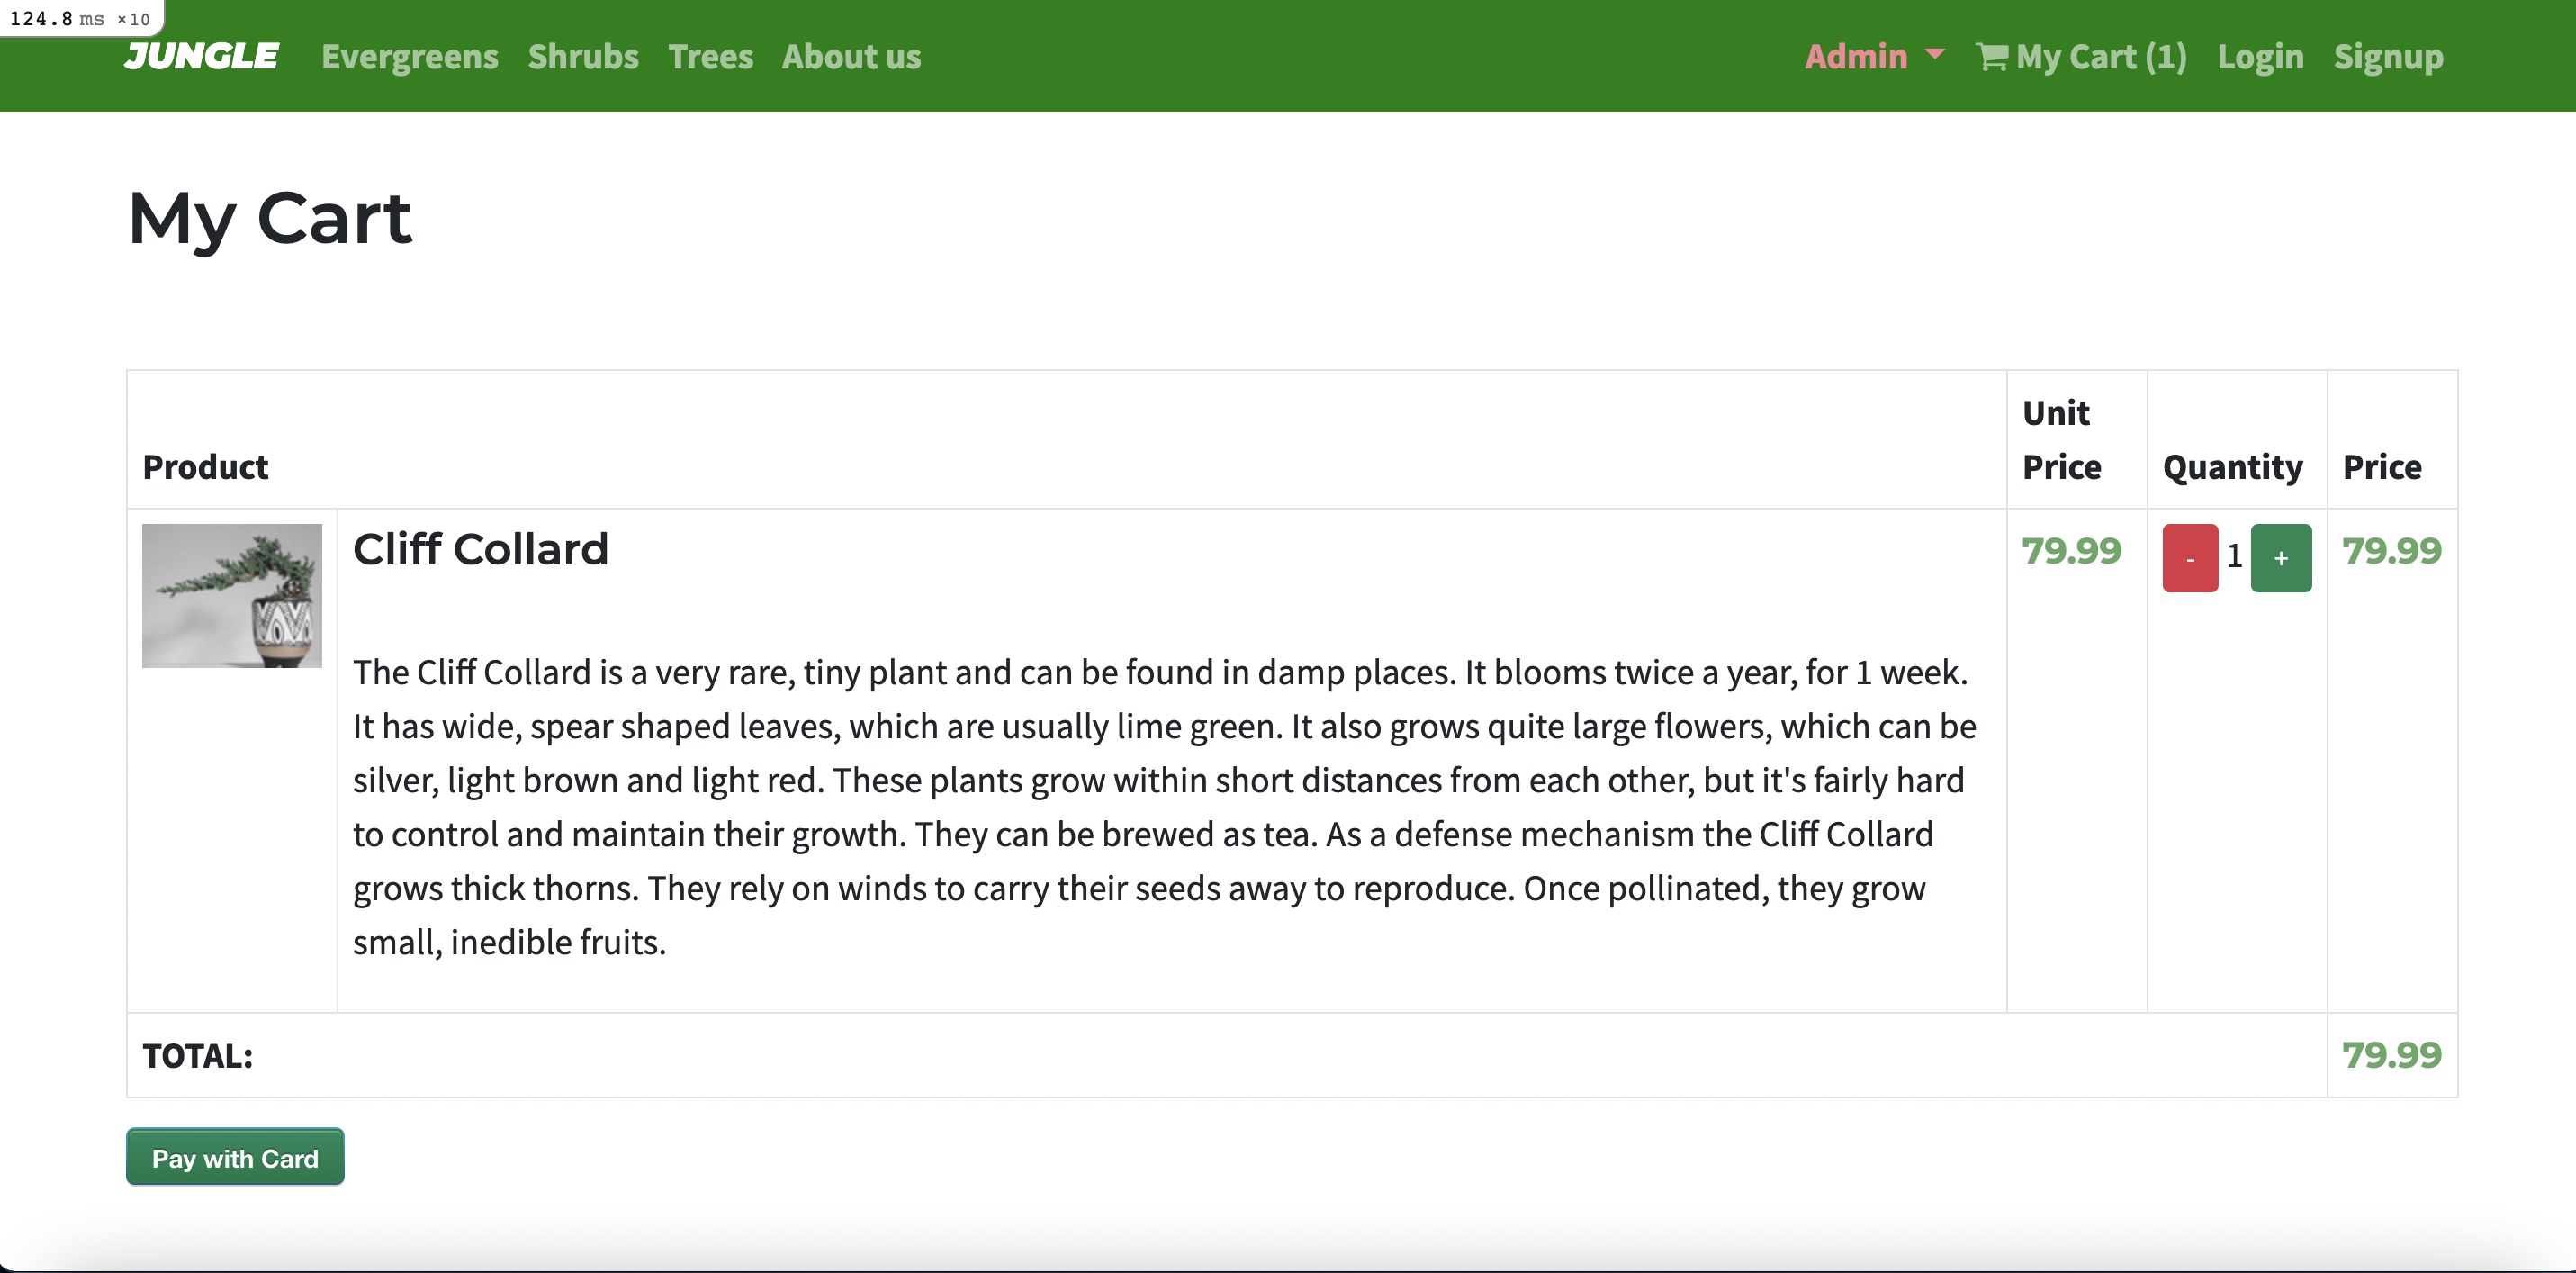 124.8 ms ×10
JUNGLE Evergreens Shrubs Trees About us Admin My Cart (1) Login Signup
My Cart
Product Unit Price Quantity Price
Cliff Collard 79.99 - 1 + 79.99
The Cliff Collard is a very rare, tiny plant and can be found in damp places. It blooms twice a year, for 1 week.
It has wide, spear shaped leaves, which are usually lime green. It also grows quite large flowers, which can be
silver, light brown and light red. These plants grow within short distances from each other, but it's fairly hard
to control and maintain their growth. They can be brewed as tea. As a defense mechanism the Cliff Collard
grows thick thorns. They rely on winds to carry their seeds away to reproduce. Once pollinated, they grow
small, inedible fruits.
TOTAL: 79.99
Pay with Card